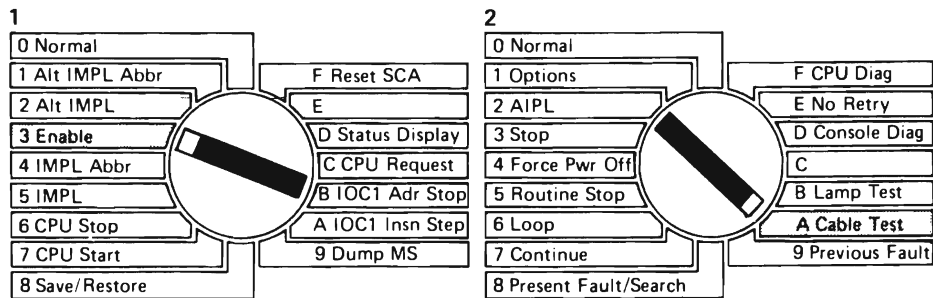 1
0 Normal
1 Alt IMPL Abbr
2 Alt IMPL
3 Enable
4 IMPL Abbr
5 IMPL
6 CPU Stop
7 CPU Start
8 Save/Restore
F Reset SCA
E
D Status Display
C CPU Request
B IOC1 Adr Stop
A IOC1 Insn Step
9 Dump MS
2
0 Normal
1 Options
2 AIPL
3 Stop
4 Force Pwr Off
5 Routine Stop
6 Loop
7 Continue
8 Present Fault/Search
F CPU Diag
E No Retry
D Console Diag
C
B Lamp Test
A Cable Test
9 Previous Fault